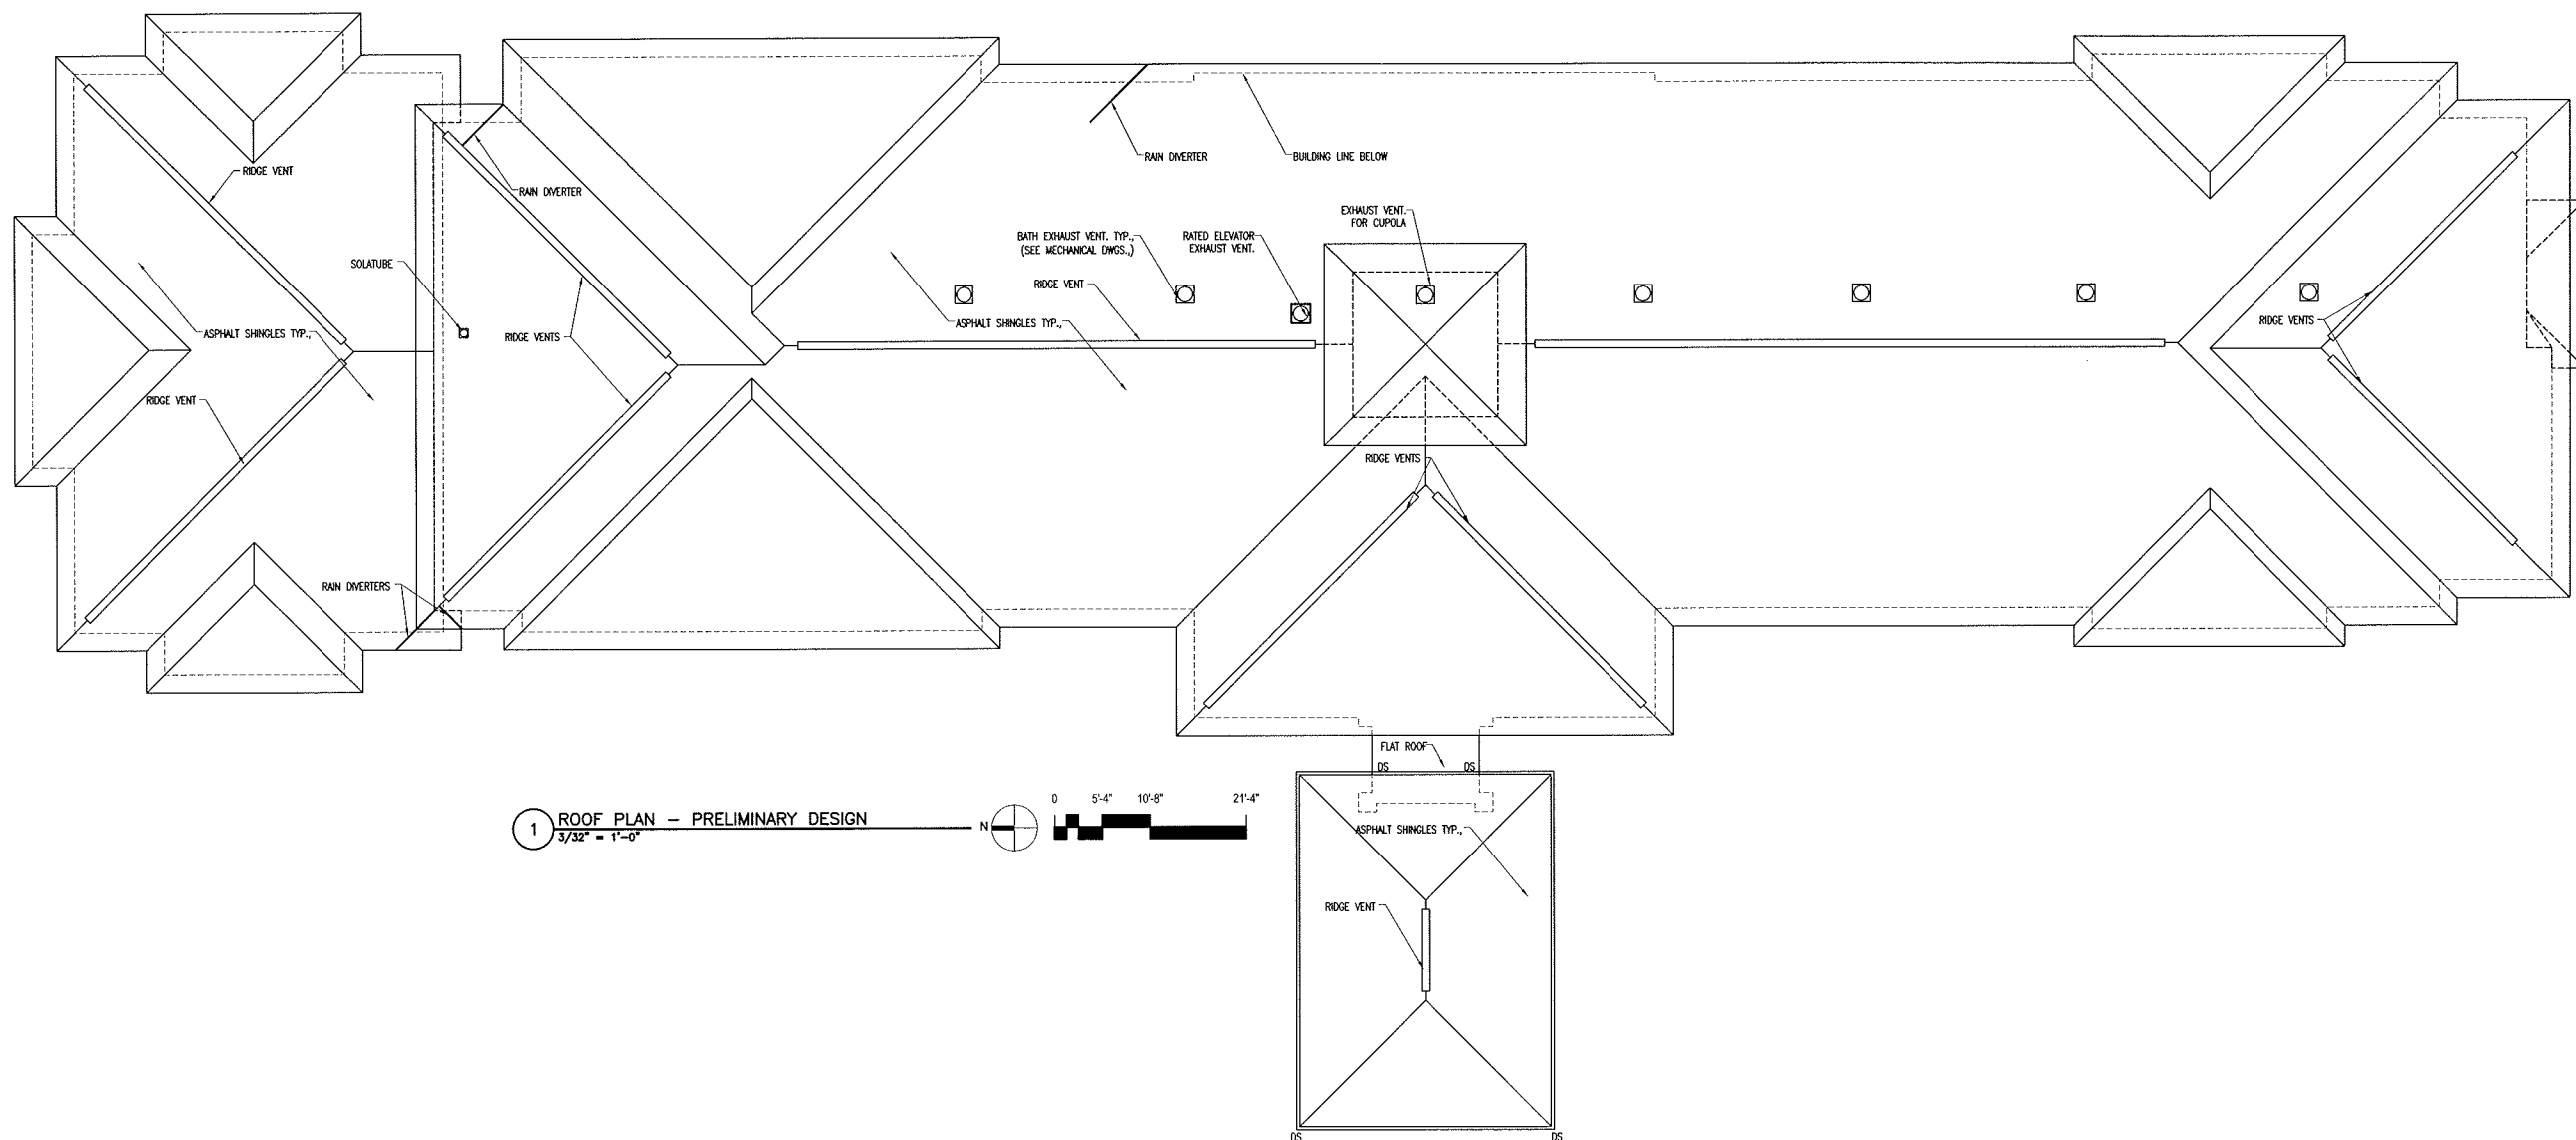 RIDGE VENT
RAIN DIVERTER
RAIN DIVERTER
BUILDING LINE BELOW
EXHAUST VENT.
FOR CUPOLA
BATH EXHAUST VENT. TYP.,
(SEE MECHANICAL DWGS.,)
RATED ELEVATOR
EXHAUST VENT.
SOLATUBE
RIDGE VENT
ASPHALT SHINGLES TYP.,
ASPHALT SHINGLES TYP.,
RIDGE VENTS
RIDGE VENTS
RIDGE VENT
RIDGE VENTS
RAIN DIVERTERS
FLAT ROOF
DS
DS
1
ROOF PLAN – PRELIMINARY DESIGN
3/32" = 1'-0"
N
0
5'-4"
10'-8"
21'-4"
ASPHALT SHINGLES TYP.,
RIDGE VENT
DS
DS